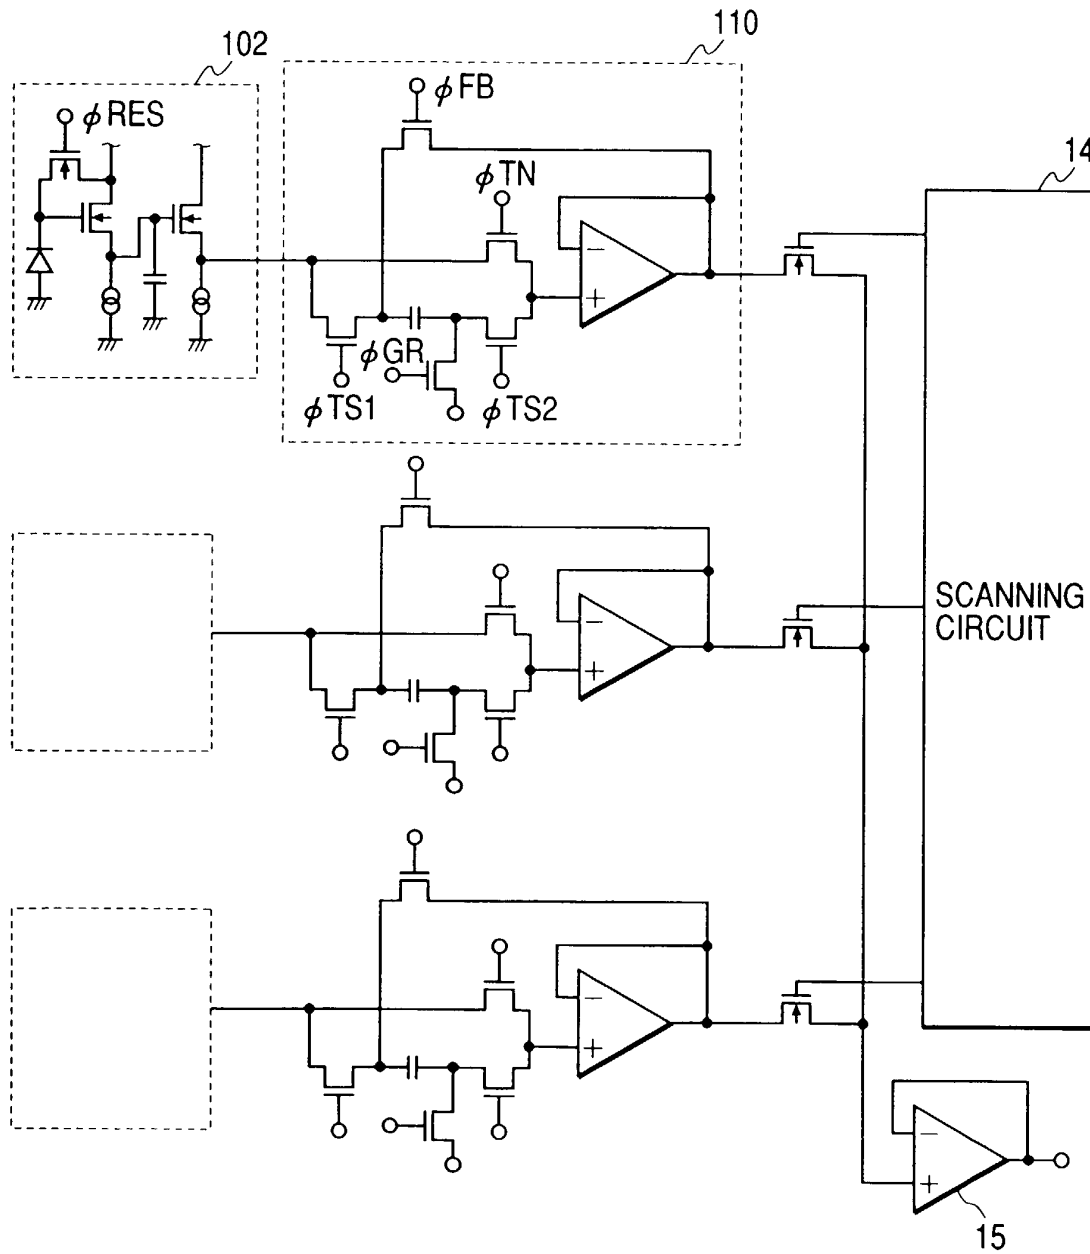 110
102
14
ϕFB
ϕRES
ϕTN
−
+
ϕGR
ϕTS1
ϕTS2
−
+
SCANNING
CIRCUIT
−
+
−
+
15